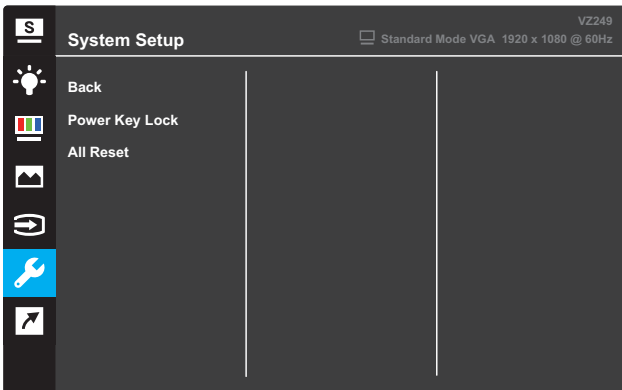 S
VZ249
System Setup
Standard Mode VGA 1920 x 1080 @ 60Hz
Back
Power Key Lock
All Reset